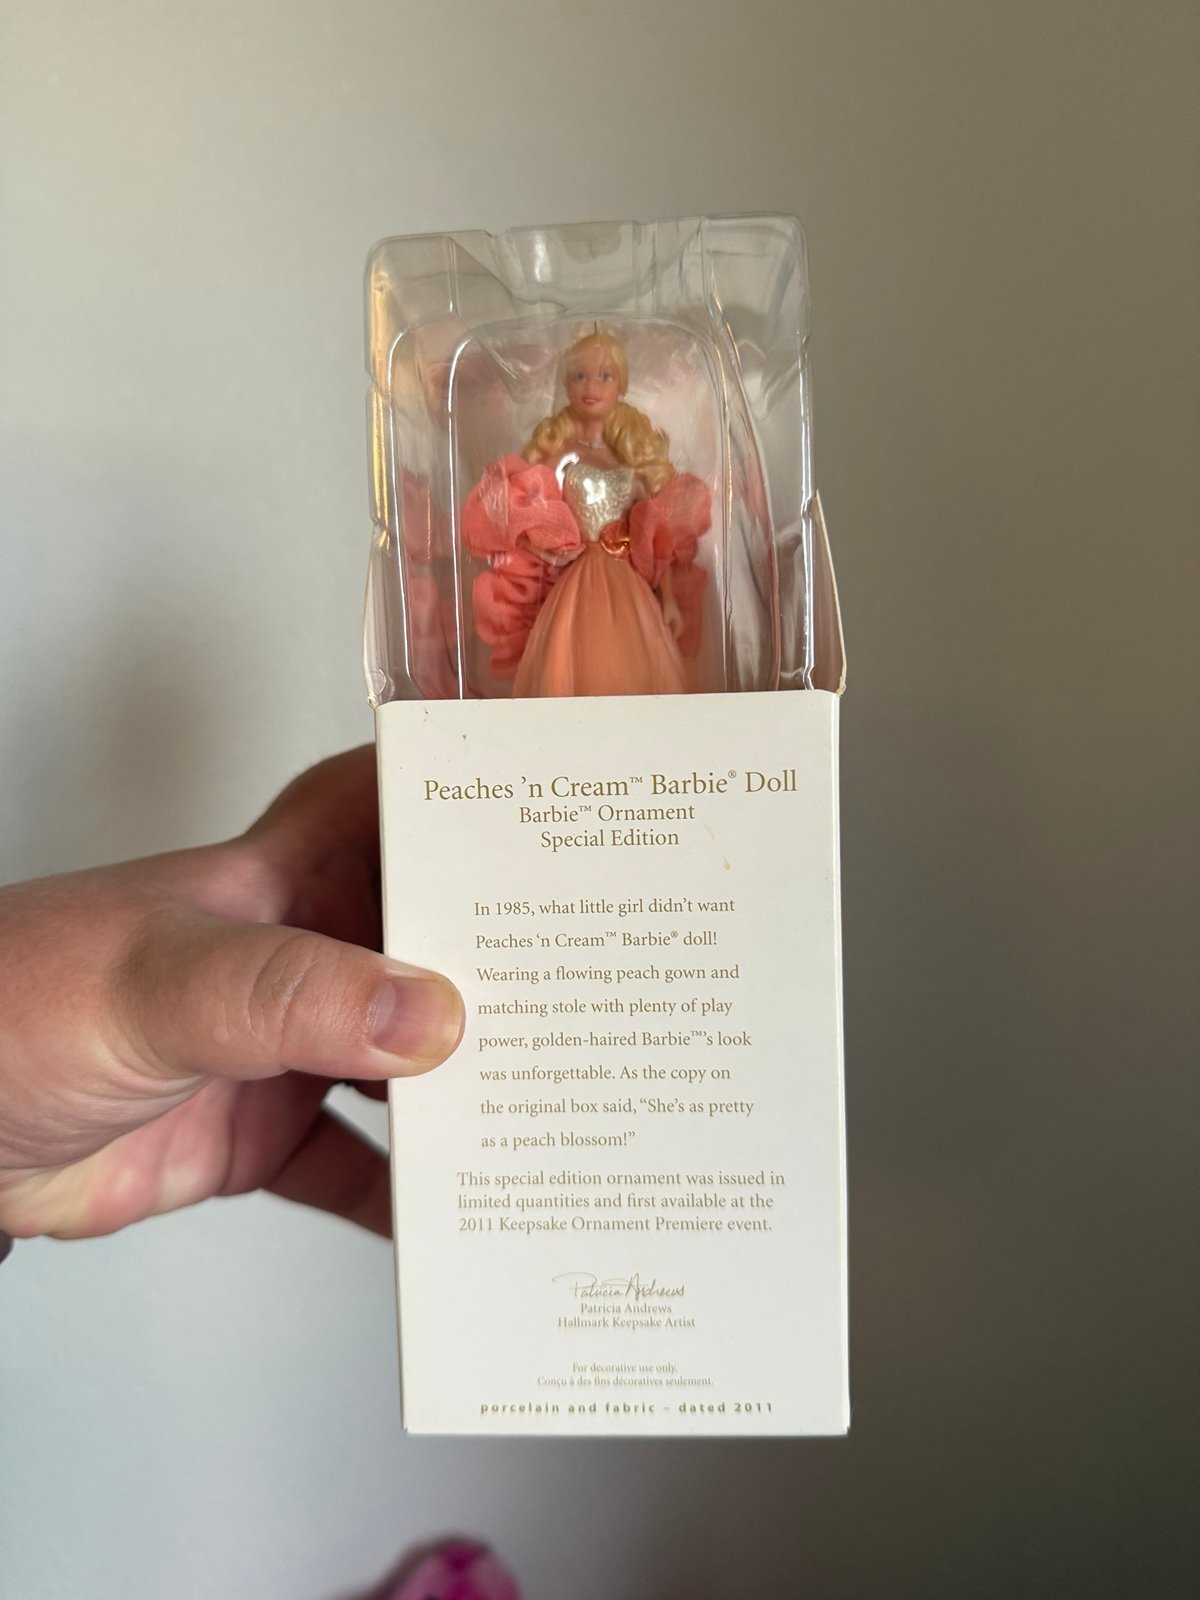 Peaches 'n Cream™ Barbie® Doll
Barbie™ Ornament
Special Edition
In 1985, what little girl didn't want
Peaches ‘n Cream™ Barbie® doll!
Wearing a flowing peach gown and
matching stole with plenty of play
power, golden-haired Barbie™'s look
was unforgettable. As the copy on
the original box said, “She's as pretty
as a peach blossom!”
This special edition ornament was issued in
limited quantities and first available at the
2011 Keepsake Ornament Premiere event.
Patricia Andrews
Patricia Andrews
Hallmark Keepsake Artist
For decorative use only.
Conçu à des fins décoratives seulement.
porcelain and fabric – dated 2011